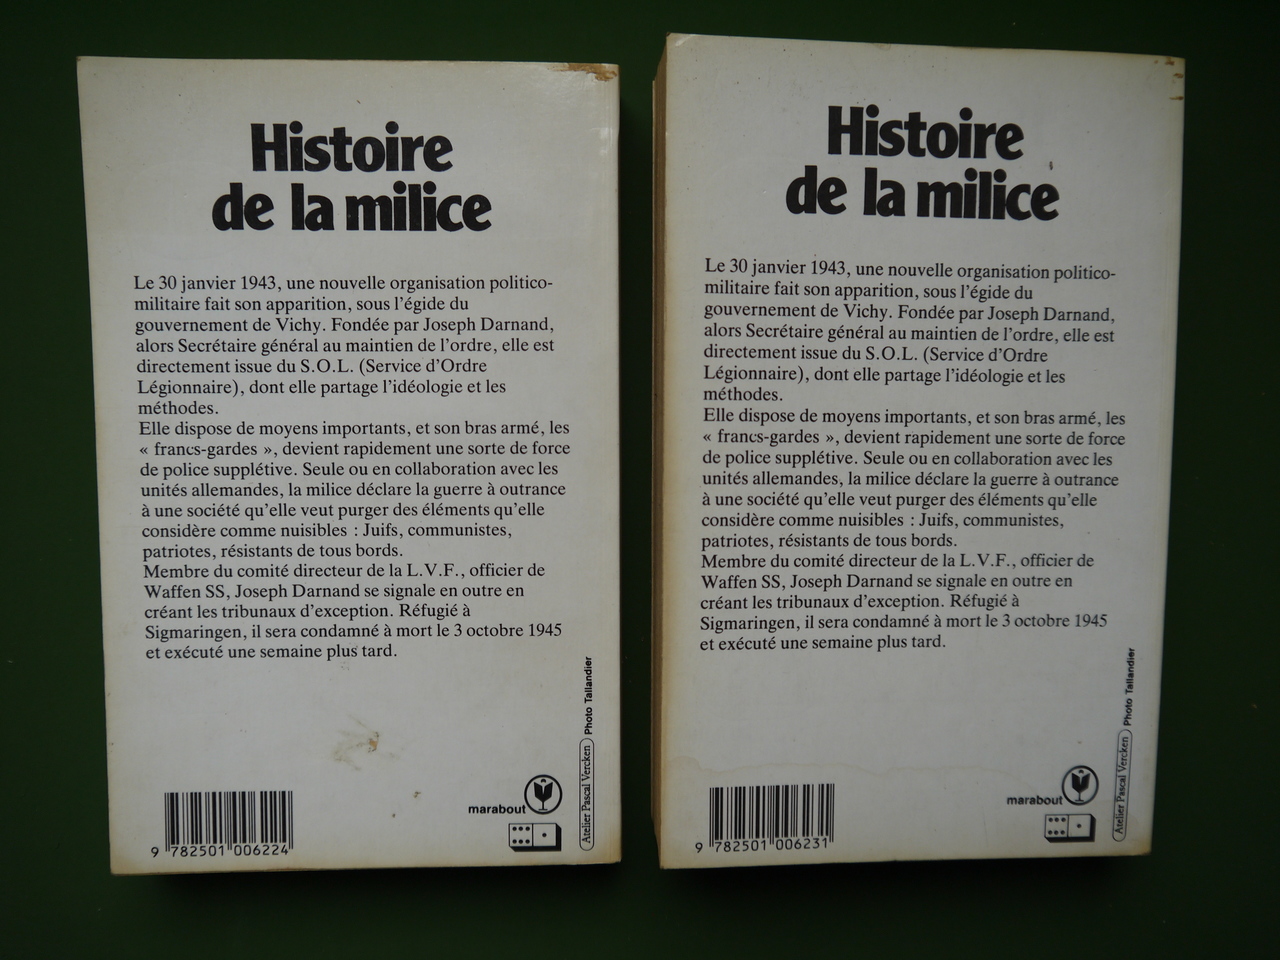 Histoire
de la milice
Le 30 janvier 1943, une nouvelle organisation politico-
militaire fait son apparition, sous l'égide du
gouvernement de Vichy. Fondée par Joseph Darnand,
alors Secrétaire général au maintien de l'ordre, elle est
directement issue du S.O.L. (Service d'Ordre
Légionnaire), dont elle partage l'idéologie et les
méthodes.
Elle dispose de moyens importants, et son bras armé, les
« francs-gardes », devient rapidement une sorte de force
de police supplétive. Seule ou en collaboration avec les
unités allemandes, la milice déclare la guerre à outrance
à une société qu'elle veut purger des éléments qu'elle
considère comme nuisibles : Juifs, communistes,
patriotes, résistants de tous bords.
Membre du comité directeur de la L.V.F., officier de
Waffen SS, Joseph Darnand se signale en outre en
créant les tribunaux d'exception. Réfugié à
Sigmaringen, il sera condamné à mort le 3 octobre 1945
et exécuté une semaine plus tard.
Atelier Pascal Vercken Photo Tallandier
marabout
9 782501 006224
Histoire
de la milice
Le 30 janvier 1943, une nouvelle organisation politico-
militaire fait son apparition, sous l'égide du
gouvernement de Vichy. Fondée par Joseph Darnand,
alors Secrétaire général au maintien de l'ordre, elle est
directement issue du S.O.L. (Service d'Ordre
Légionnaire), dont elle partage l'idéologie et les
méthodes.
Elle dispose de moyens importants, et son bras armé, les
« francs-gardes », devient rapidement une sorte de force
de police supplétive. Seule ou en collaboration avec les
unités allemandes, la milice déclare la guerre à outrance
à une société qu'elle veut purger des éléments qu'elle
considère comme nuisibles : Juifs, communistes,
patriotes, résistants de tous bords.
Membre du comité directeur de la L.V.F., officier de
Waffen SS, Joseph Darnand se signale en outre en
créant les tribunaux d'exception. Réfugié à
Sigmaringen, il sera condamné à mort le 3 octobre 1945
et exécuté une semaine plus tard.
Atelier Pascal Vercken Photo Tallandier
marabout
9 782501 006231